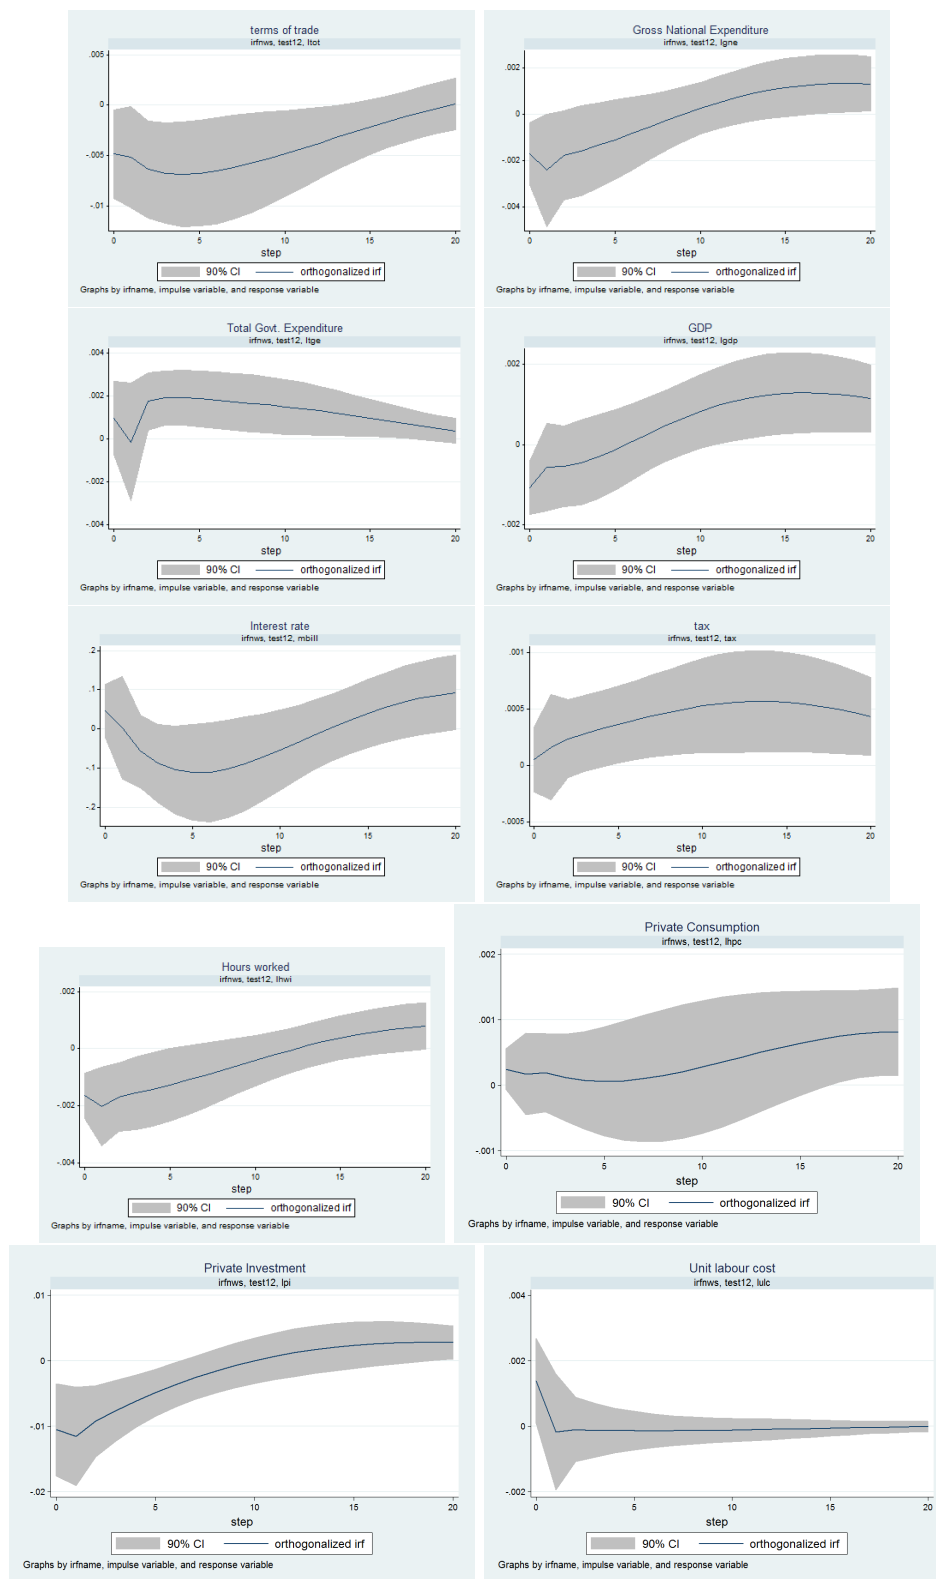 terms of trade
irfnws, test12, ltot
.005
0
-.005
-.01
0
5
10
15
20
step
90% CI
orthogonalized irf
Graphs by irfname, impulse variable, and response variable
Gross National Expenditure
irfnws, test12, lgne
.002
0
-.002
-.004
0
5
10
15
20
step
90% CI
orthogonalized irf
Graphs by irfname, impulse variable, and response variable
Total Govt. Expenditure
irfnws, test12, ltge
.004
.002
0
-.002
-.004
0
5
10
15
20
step
90% CI
orthogonalized irf
Graphs by irfname, impulse variable, and response variable
GDP
irfnws, test12, lgdp
.002
0
-.002
0
5
10
15
20
step
90% CI
orthogonalized irf
Graphs by irfname, impulse variable, and response variable
Interest rate
irfnws, test12, mbill
.2
.1
0
-.1
-.2
0
5
10
15
20
step
90% CI
orthogonalized irf
Graphs by irfname, impulse variable, and response variable
tax
irfnws, test12, tax
.001
.0005
0
-.0005
0
5
10
15
20
step
90% CI
orthogonalized irf
Graphs by irfname, impulse variable, and response variable
Hours worked
irfnws, test12, lhwi
.002
0
-.002
-.004
0
5
10
15
20
step
90% CI
orthogonalized irf
Graphs by irfname, impulse variable, and response variable
Private Consumption
irfnws, test12, lhpc
.002
.001
0
-.001
0
5
10
15
20
step
90% CI
orthogonalized irf
Graphs by irfname, impulse variable, and response variable
Private Investment
irfnws, test12, lpi
.01
0
-.01
-.02
0
5
10
15
20
step
90% CI
orthogonalized irf
Graphs by irfname, impulse variable, and response variable
Unit labour cost
irfnws, test12, lulc
.004
.002
0
-.002
0
5
10
15
20
step
90% CI
orthogonalized irf
Graphs by irfname, impulse variable, and response variable